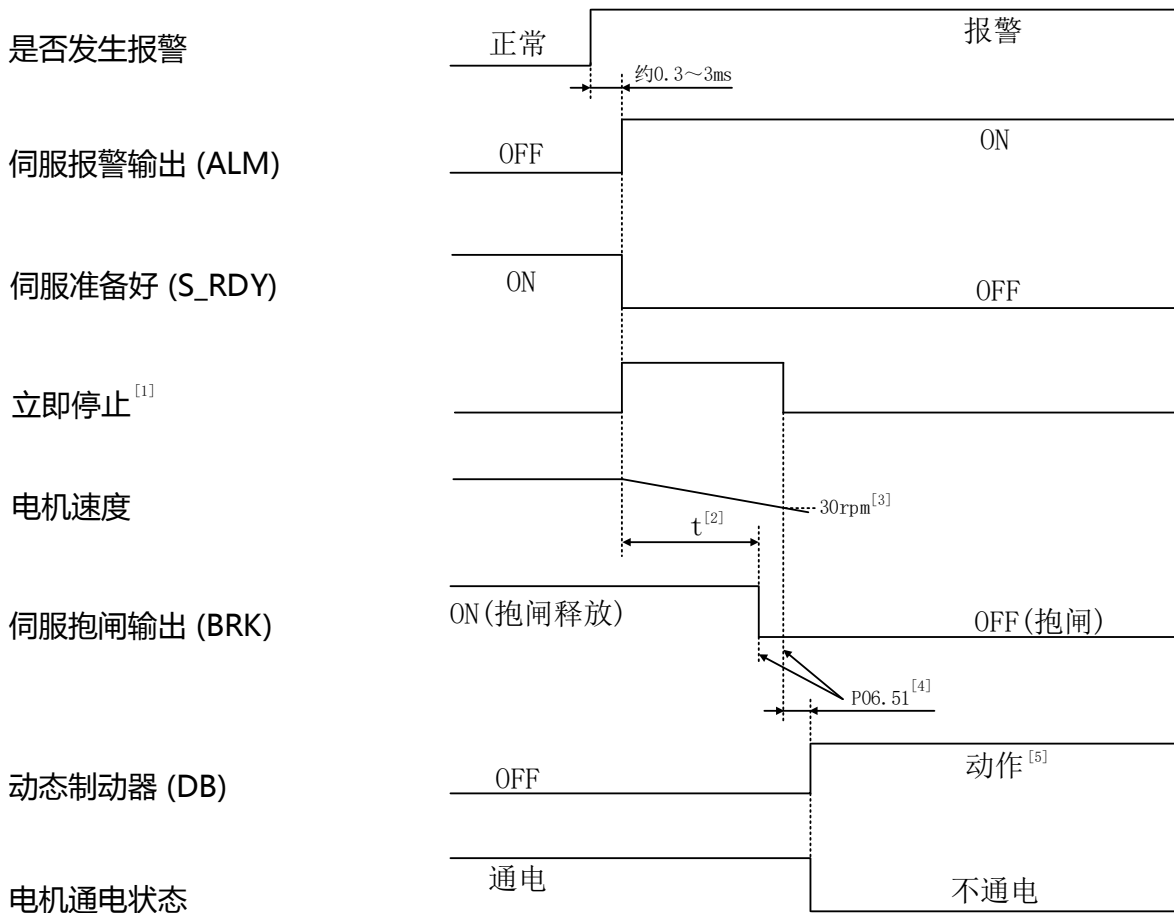 是否发生报警
正常
报警
约0.3～3ms
伺服报警输出 (ALM)
OFF
ON
伺服准备好 (S_RDY)
ON
OFF
立即停止[1]
电机速度
30rpm[3]
t[2]
伺服抱闸输出 (BRK)
ON(抱闸释放)
OFF(抱闸)
P06.51[4]
动态制动器 (DB)
OFF
动作[5]
电机通电状态
通电
不通电